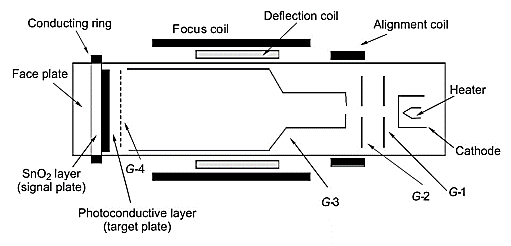 Conducting ring
Focus coil
Deflection coil
Alignment coil
Face plate
Heater
Cathode
SnO₂ layer
(signal plate)
G-4
G-3
G-2
G-1
Photoconductive layer
(target plate)